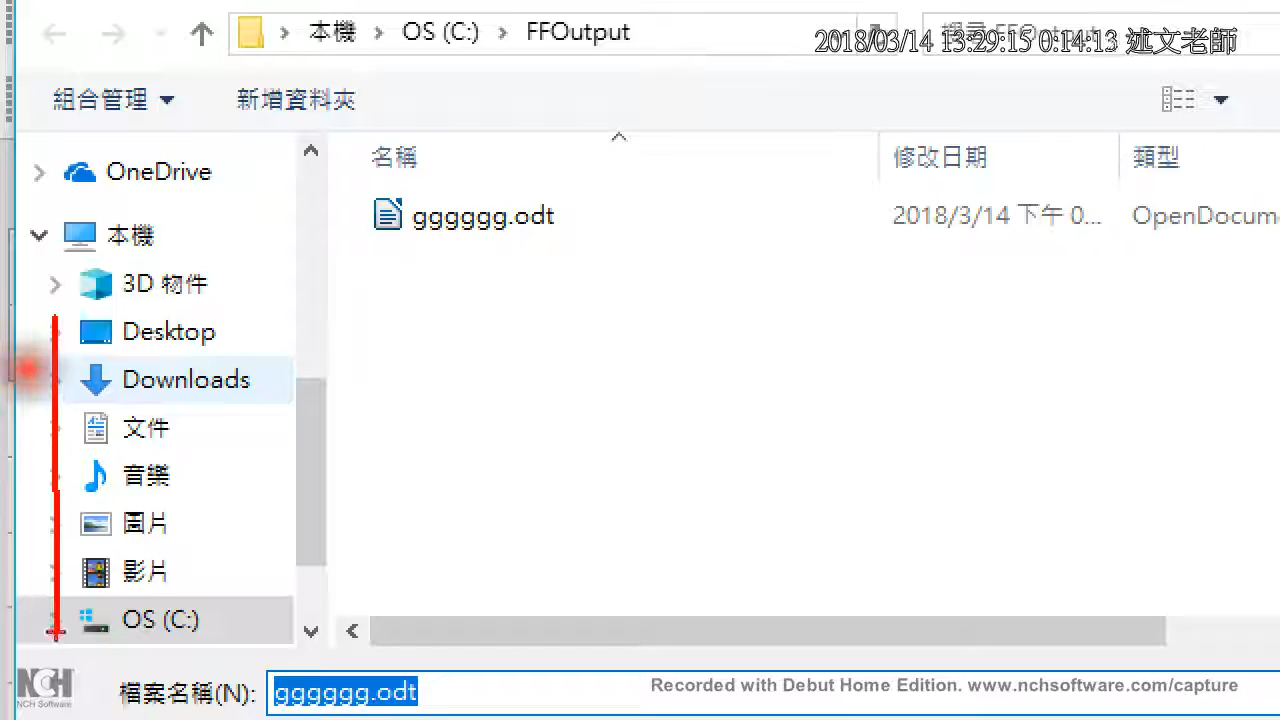 本機 > OS (C:) > FFOutput
2018/03/14 13:29:15 0:14:13 述文老師
組合管理 新增資料夾
名稱 修改日期 類型
OneDrive
gggggg.odt 2018/3/14 下午 0... OpenDocum
本機
3D 物件
Desktop
Downloads
文件
音樂
圖片
影片
OS (C:)
檔案名稱(N): gggggg.odt
NCH
NCH Software
Recorded with Debut Home Edition. www.nchsoftware.com/capture